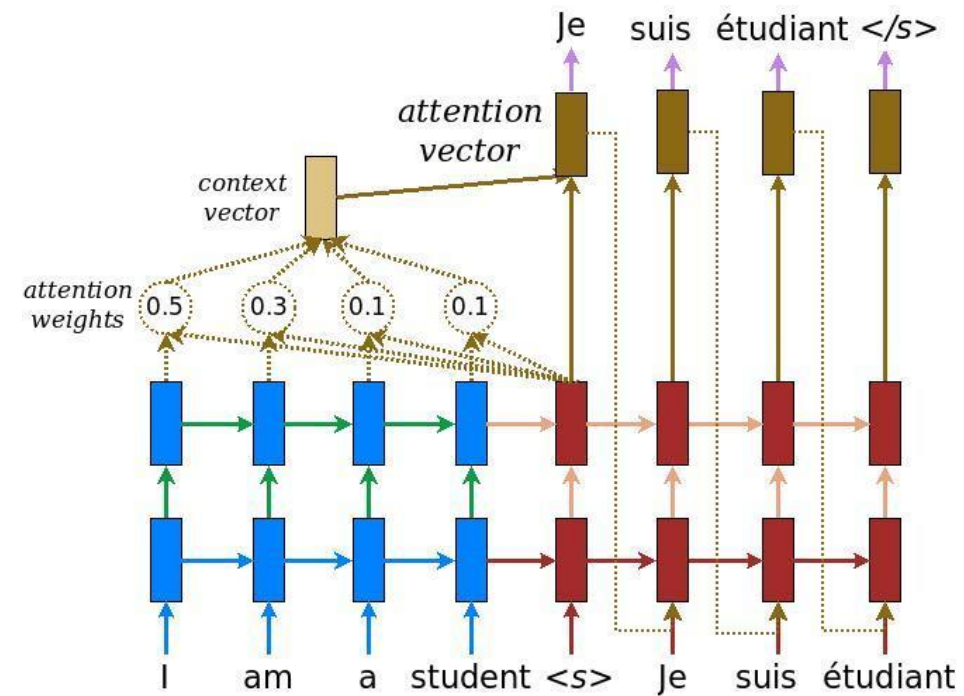 Je suis étudiant </s>
attention
vector
context
vector
attention
weights
0.5 0.3 0.1 0.1
I am a student <s> Je suis étudiant